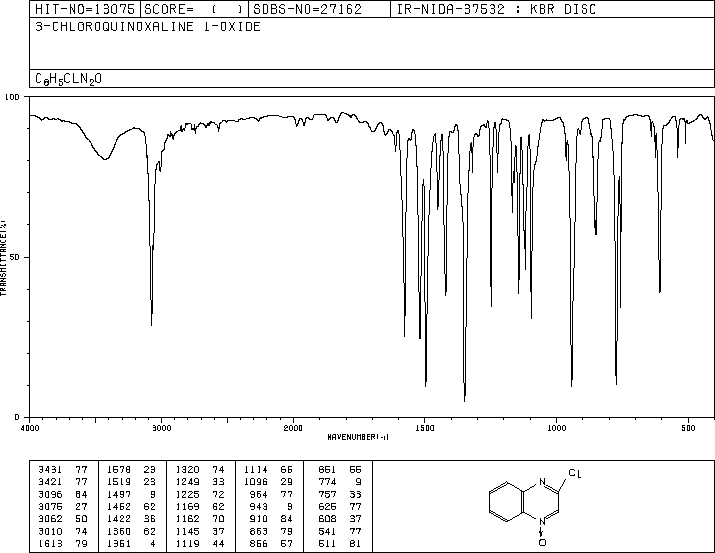 HIT-NO=13075 SCORE= ( ) SDBS-NO=27162 IR-NIDA-37532 : KBR DISC
3-CHLOROQUINOXALINE 1-OXIDE
C8H5CLN2O
100
TRANSMITTANCE(%)
50
0
4000 3000 2000 1500 1000 500
WAVENUMBER(-1)
3431 77 1578 23 1320 74 1114 66 851 55
3421 77 1519 23 1249 33 1096 29 774 9
3096 84 1497 9 1225 72 964 77 757 33
3075 27 1452 62 1169 62 943 9 625 77
3062 50 1422 36 1162 70 910 84 608 37
3010 74 1360 62 1145 37 863 79 541 77
1613 79 1351 4 1119 44 856 57 511 81
N
Cl
N
O